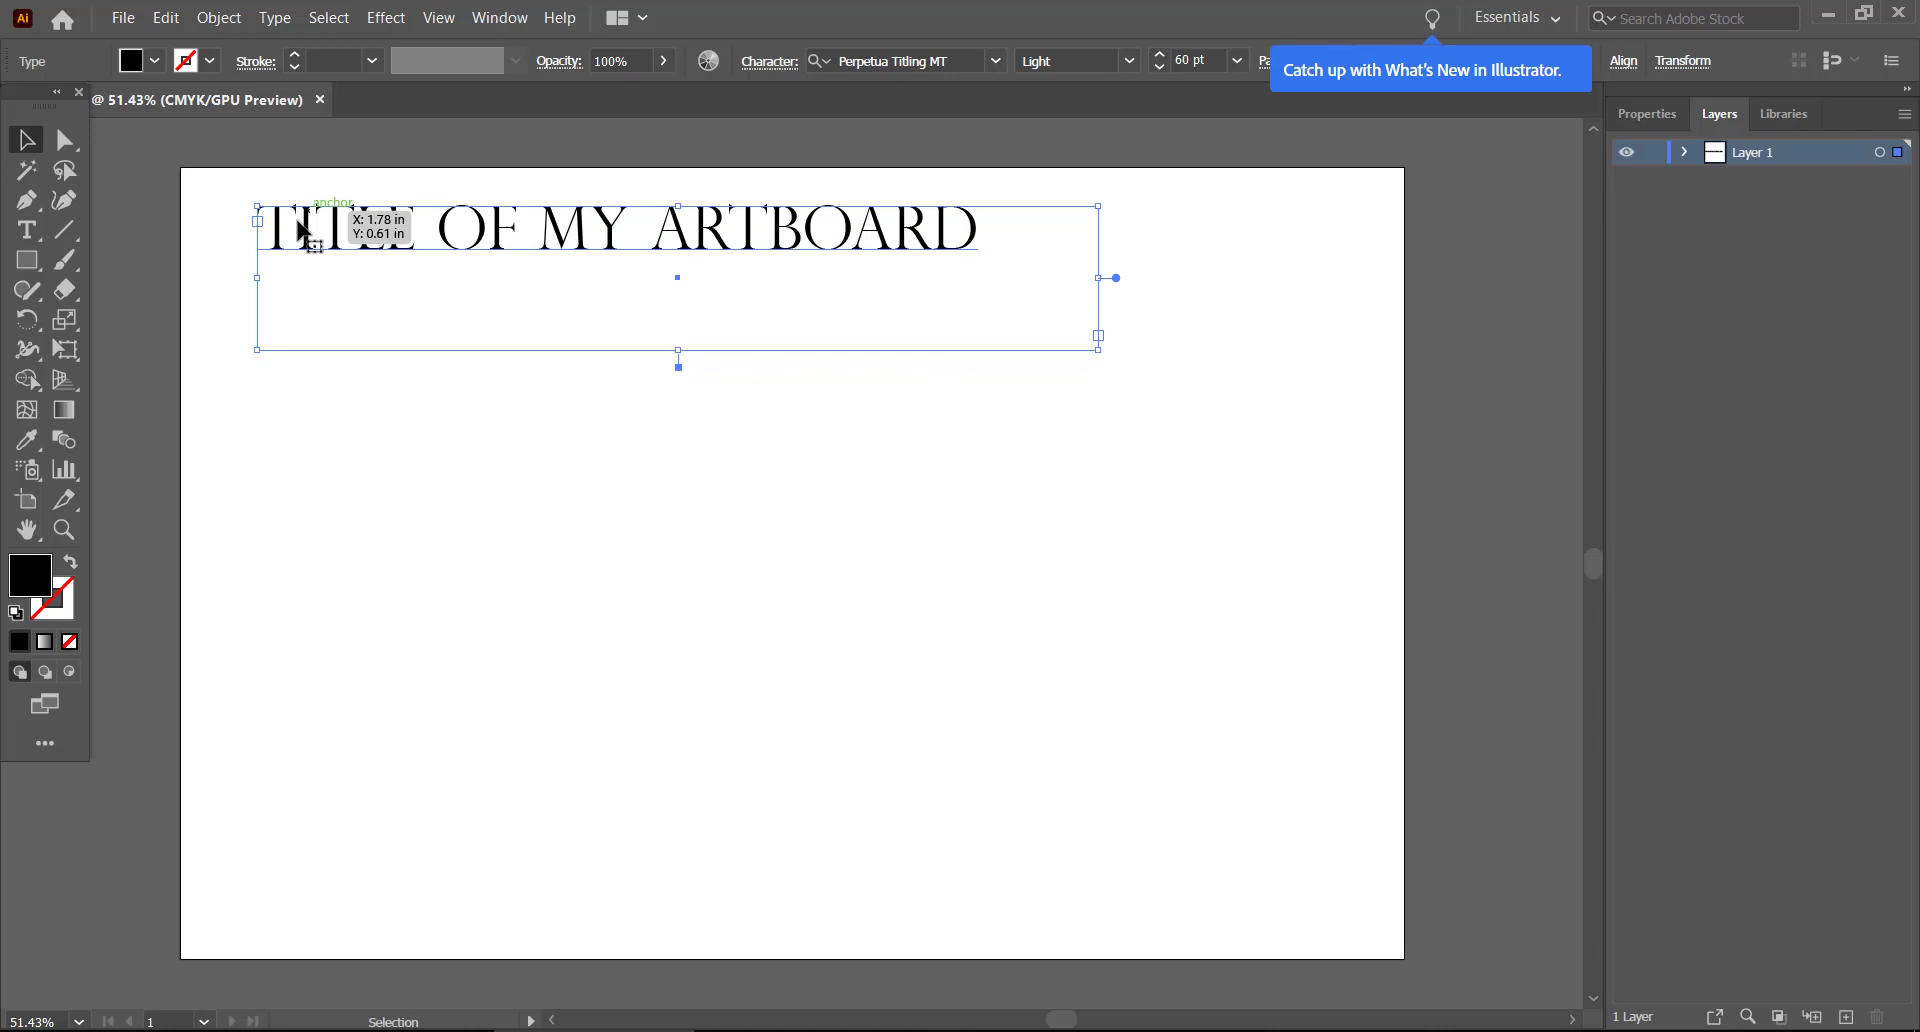 Ai File Edit Object Type Select Effect View Window Help Essentials Search Adobe Stock
Type Stroke: Opacity: 100% Character: Perpetua Titling MT Light 60 pt Pa Align Transform
Catch up with What's New in Illustrator.
@ 51.43% (CMYK/GPU Preview)
Properties Layers Libraries
Layer 1
anchor
TITLE OF MY ARTBOARD
X: 1.78 in
Y: 0.61 in
51.43% 1 Selection
1 Layer